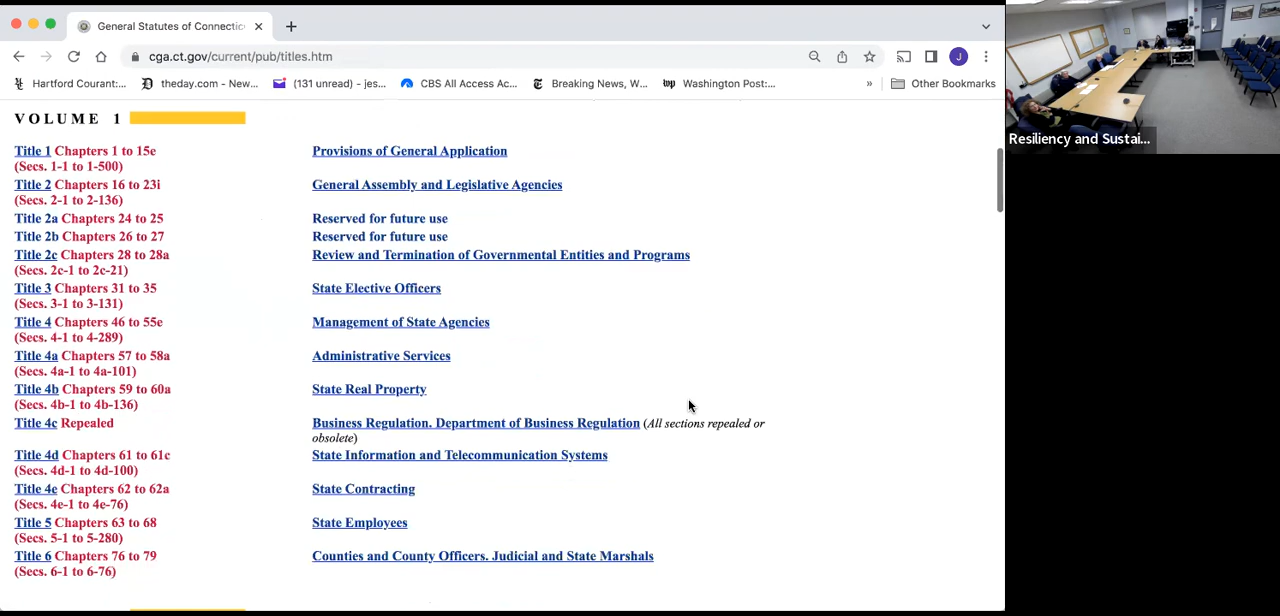 General Statutes of Connectic
cga.ct.gov/current/pub/titles.htm
J
Hartford Courant:...
theday.com - New...
(131 unread) - jes...
CBS All Access Ac...
Breaking News, W...
wp Washington Post:...
»
Other Bookmarks
Resiliency and Sustai...
VOLUME 1
Title 1 Chapters 1 to 15e
(Secs. 1-1 to 1-500)
Provisions of General Application
Title 2 Chapters 16 to 23i
(Secs. 2-1 to 2-136)
General Assembly and Legislative Agencies
Title 2a Chapters 24 to 25
Reserved for future use
Title 2b Chapters 26 to 27
Reserved for future use
Title 2c Chapters 28 to 28a
(Secs. 2c-1 to 2c-21)
Review and Termination of Governmental Entities and Programs
Title 3 Chapters 31 to 35
(Secs. 3-1 to 3-131)
State Elective Officers
Title 4 Chapters 46 to 55e
(Secs. 4-1 to 4-289)
Management of State Agencies
Title 4a Chapters 57 to 58a
(Secs. 4a-1 to 4a-101)
Administrative Services
Title 4b Chapters 59 to 60a
(Secs. 4b-1 to 4b-136)
State Real Property
Title 4c Repealed
Business Regulation. Department of Business Regulation (All sections repealed or
obsolete)
Title 4d Chapters 61 to 61c
(Secs. 4d-1 to 4d-100)
State Information and Telecommunication Systems
Title 4e Chapters 62 to 62a
(Secs. 4e-1 to 4e-76)
State Contracting
Title 5 Chapters 63 to 68
(Secs. 5-1 to 5-280)
State Employees
Title 6 Chapters 76 to 79
(Secs. 6-1 to 6-76)
Counties and County Officers. Judicial and State Marshals